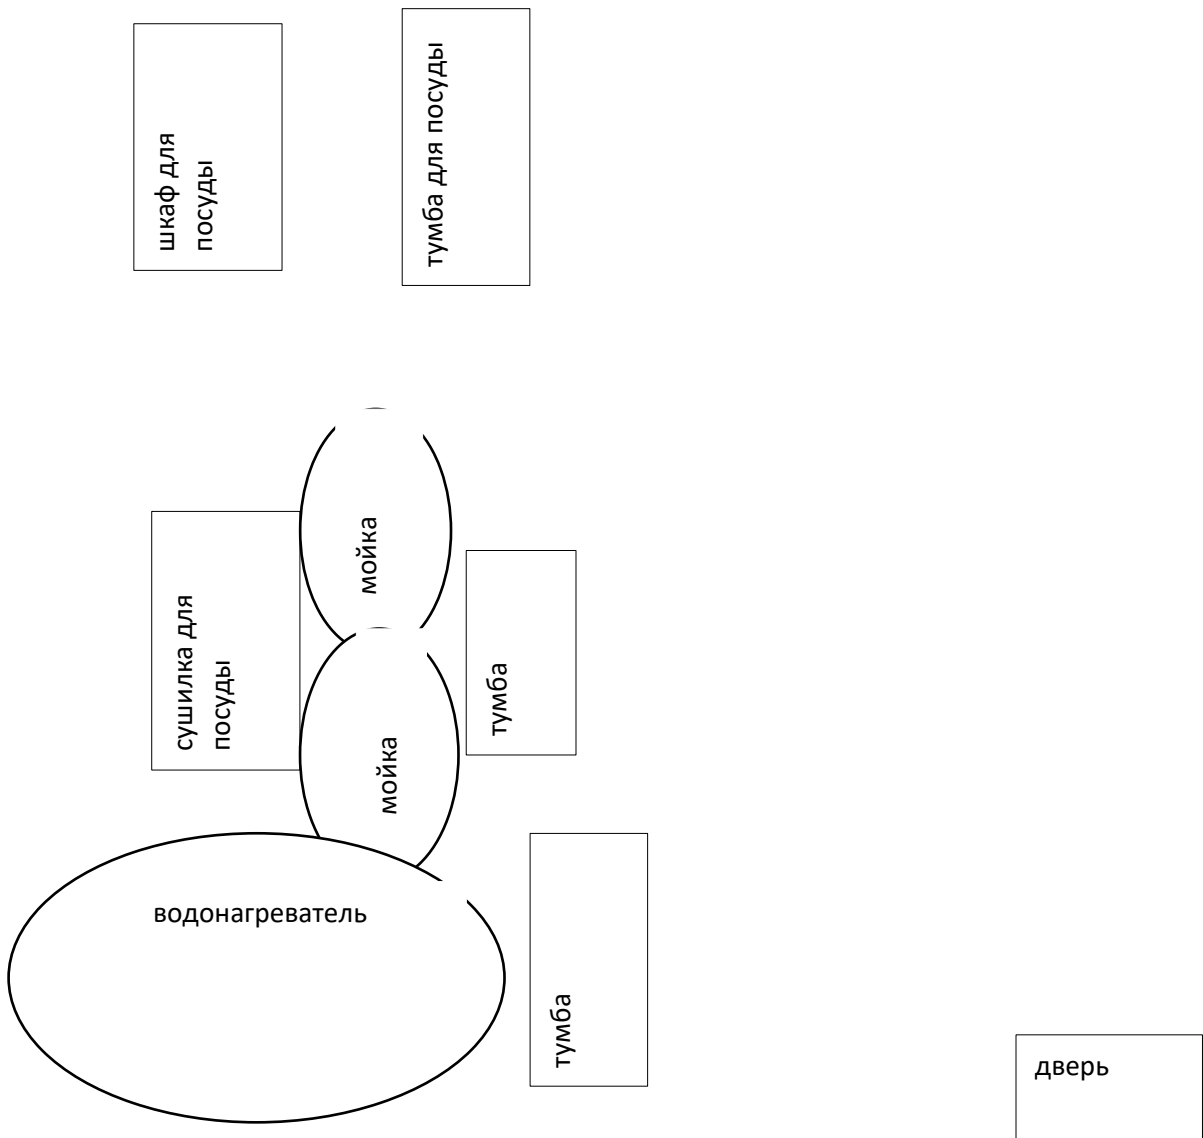 шкаф для
посуды
тумба для посуды
мойка
сушилка для
посуды
тумба
мойка
водонагреватель
тумба
дверь